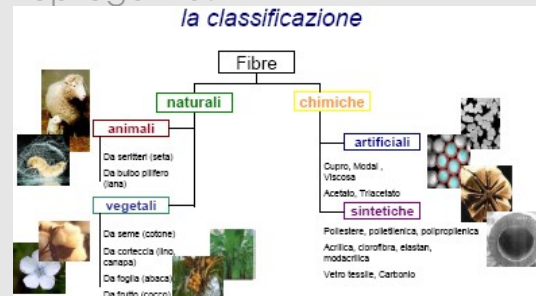 la classificazione
Fibre
naturali
chimiche
animali
Da seritteri (seta)
Da bulbo pilifero
(lana)
vegetali
Da seme (cotone)
Da corteccia (lino,
canapa)
Da foglia (abaca)
Da frutto (cocco)
artificiali
Cupro, Modal ,
Viscosa
Acetato, Triacetato
sintetiche
Poliestere, polietilenica, polipropilenica
Acrilica, clorofibra, elastan,
modacrilica
Vetro tessile, Carbonio